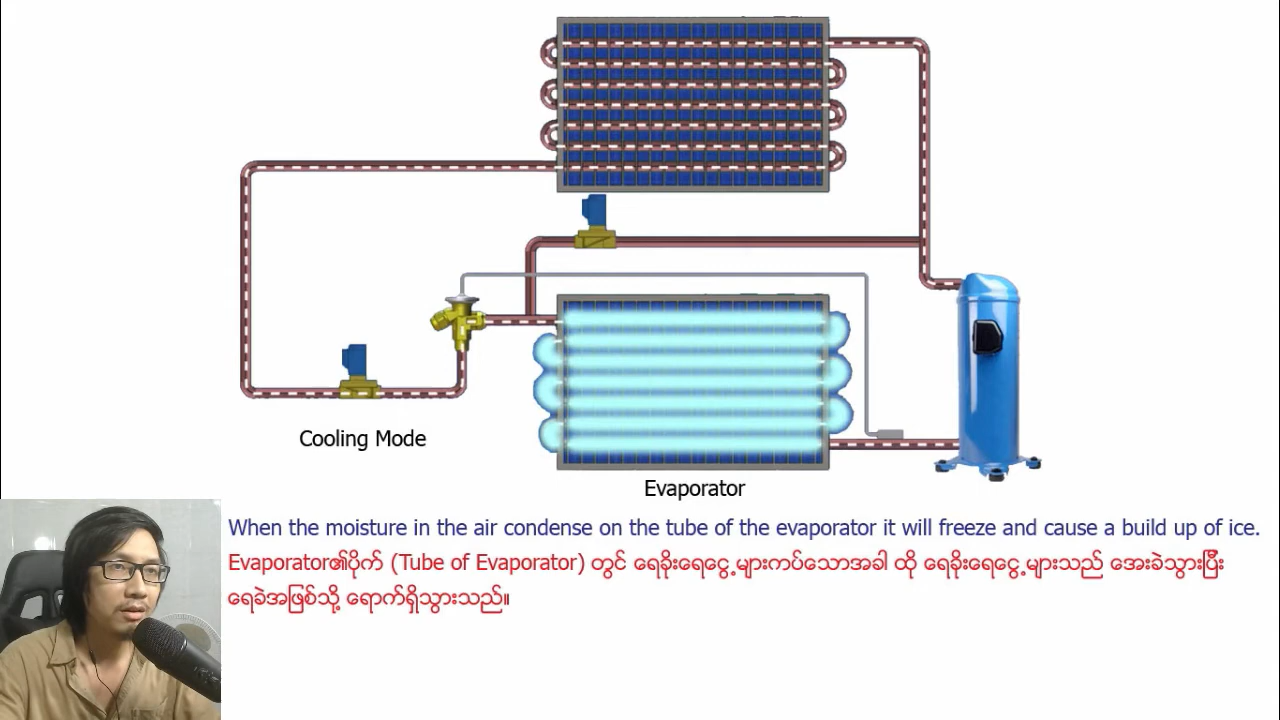 Cooling Mode
Evaporator
When the moisture in the air condense on the tube of the evaporator it will freeze and cause a build up of ice.
Evaporator၏ပိုက် (Tube of Evaporator) တွင် ရေခိုးရေငွေ့များကပ်သောအခါ ထို ရေခိုးရေငွေ့များသည် အေးခဲသွားပြီး
ရေခဲအဖြစ်သို့ ရောက်ရှိသွားသည်။